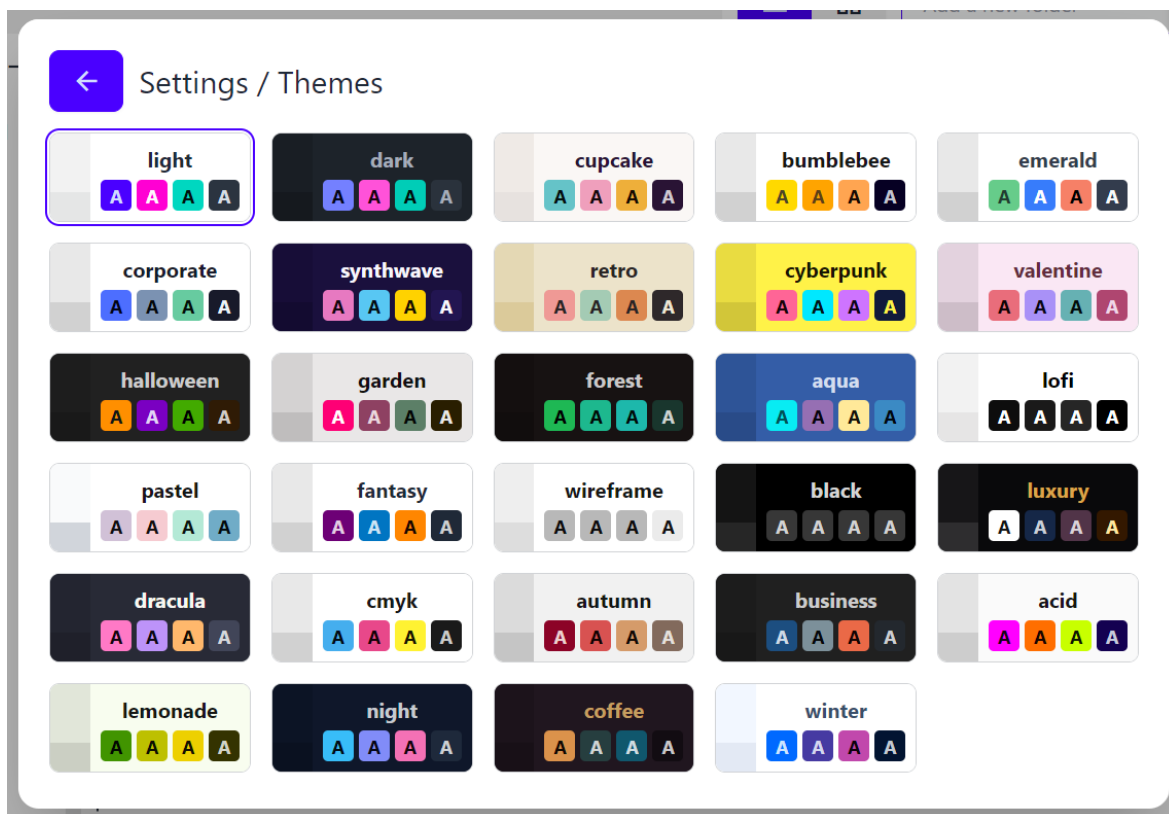 Settings / Themes
light
A A A A
dark
A A A A
cupcake
A A A A
bumblebee
A A A A
emerald
A A A A
corporate
A A A A
synthwave
A A A A
retro
A A A A
cyberpunk
A A A A
valentine
A A A A
halloween
A A A A
garden
A A A A
forest
A A A A
aqua
A A A A
lofi
A A A A
pastel
A A A A
fantasy
A A A A
wireframe
A A A A
black
A A A A
luxury
A A A A
dracula
A A A A
cmyk
A A A A
autumn
A A A A
business
A A A A
acid
A A A A
lemonade
A A A A
night
A A A A
coffee
A A A A
winter
A A A A